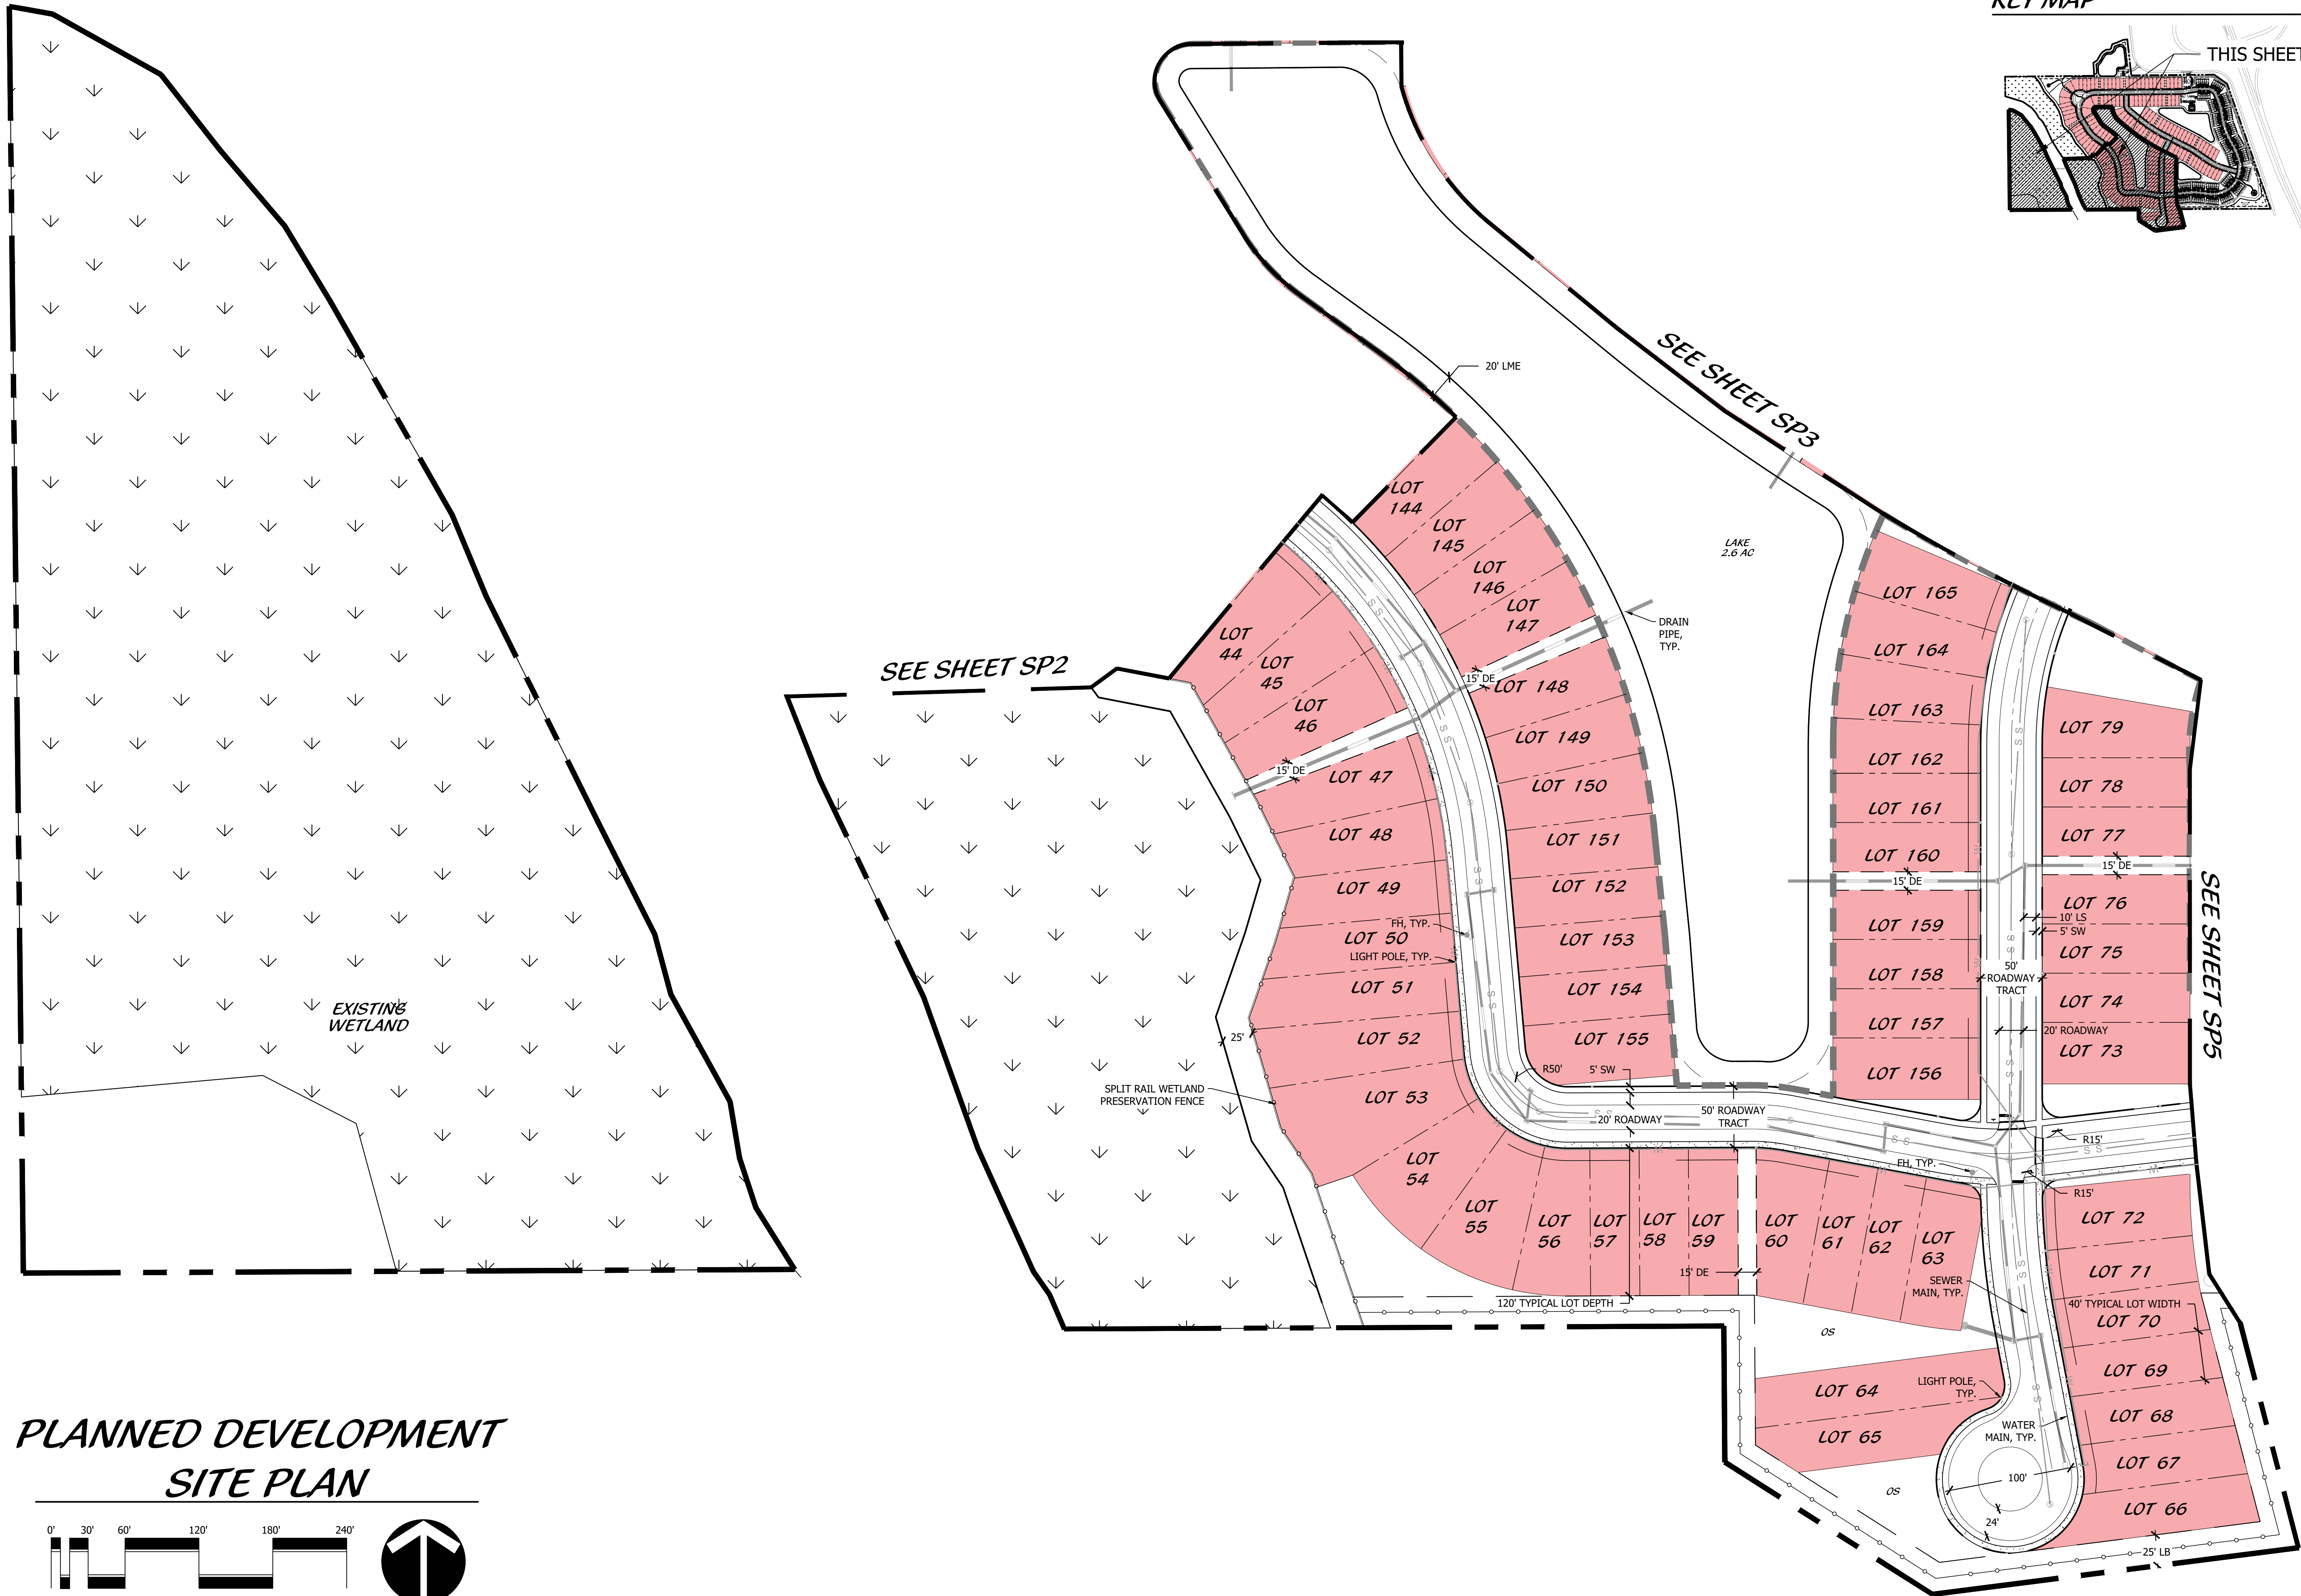 KEY MAP
THIS SHEET
SEE SHEET SP3
20' LME
LOT
144
LOT
145
LOT
146
LOT
147
LAKE
2.6 AC
DRAIN
PIPE,
TYP.
LOT 165
LOT 164
LOT 163
LOT 162
LOT 161
LOT 160
15' DE
LOT 159
LOT 158
LOT 157
LOT 156
LOT 79
LOT 78
LOT 77
15' DE
LOT 76
10' LS
5' SW
LOT 75
50'
ROADWAY
TRACT
LOT 74
20' ROADWAY
LOT 73
SEE SHEET SP5
SEE SHEET SP2
LOT
44
LOT
45
LOT
46
15' DE
15' DE
LOT 47
LOT 48
LOT 49
FH, TYP.
LOT 50
LIGHT POLE, TYP.
LOT 51
LOT 52
LOT 53
LOT 148
LOT 149
LOT 150
LOT 151
LOT 152
LOT 153
LOT 154
LOT 155
25'
SPLIT RAIL WETLAND
PRESERVATION FENCE
EXISTING
WETLAND
R50'
5' SW
20' ROADWAY
50' ROADWAY
TRACT
R15'
FH, TYP.
R15'
LOT
54
LOT
55
LOT
56
LOT
57
LOT
58
LOT
59
LOT
60
LOT
61
LOT
62
LOT
63
15' DE
120' TYPICAL LOT DEPTH
SEWER
MAIN, TYP.
OS
LOT 72
LOT 71
40' TYPICAL LOT WIDTH
LOT 70
LOT 69
LOT 68
LOT 67
LOT 66
LOT 64
LOT 65
LIGHT POLE,
TYP.
WATER
MAIN, TYP.
100'
24'
OS
25' LB
PLANNED DEVELOPMENT
SITE PLAN
0' 30' 60' 120' 180' 240'